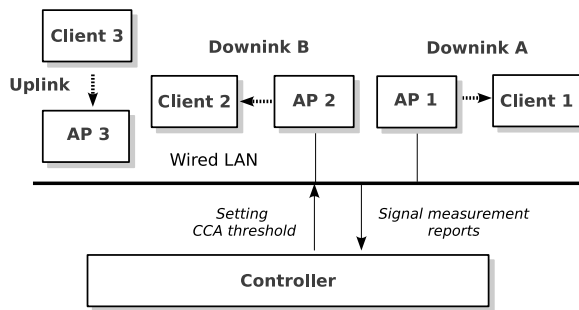 Client 3
Downink B
Downink A
Uplink
Client 2
AP 2
AP 1
Client 1
AP 3
Wired LAN
Setting
CCA threshold
Signal measurement
reports
Controller